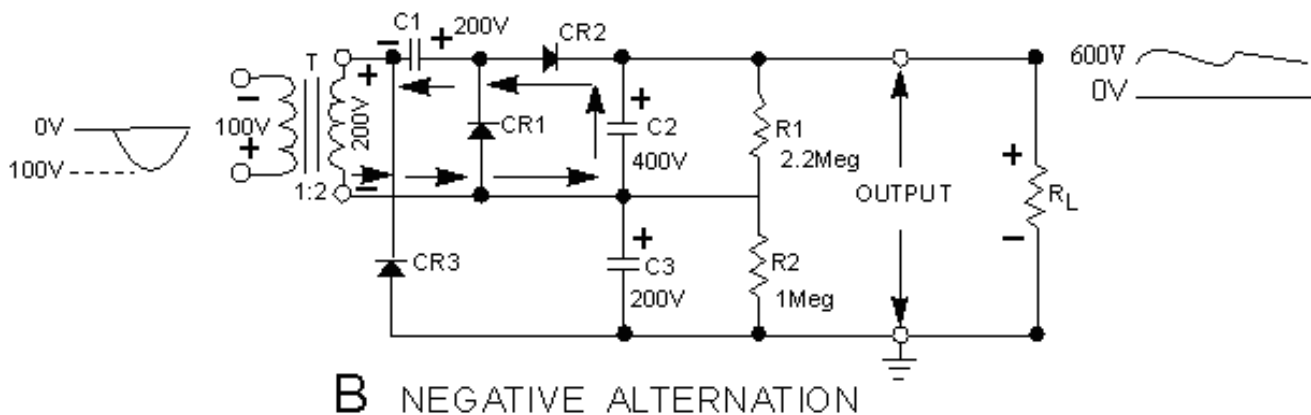 C1
200V
CR2
T
600V
0V
0V
100V
100V
200V
CR1
C2
400V
R1
2.2Meg
OUTPUT
RL
1:2
CR3
C3
200V
R2
1Meg
B NEGATIVE ALTERNATION